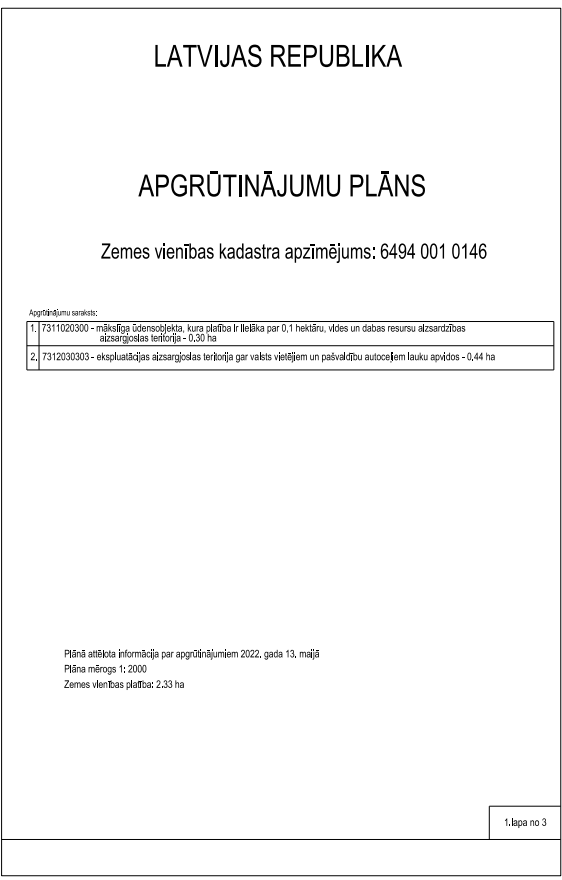 LATVIJAS REPUBLIKA
APGRŪTINĀJUMU PLĀNS
Zemes vienības kadastra apzīmējums: 6494 001 0146
Apgrūtinājumu saraksts:
1. 7311020300 - mākslīga ūdensobjekta, kura platība ir lielāka par 0,1 hektāru, vides un dabas resursu aizsardzības
aizsargjoslas teritorija - 0,30 ha
2. 7312030303 - ekspluatācijas aizsargjoslas teritorija gar valsts vietējiem un pašvaldību autoceļiem lauku apvidos - 0,44 ha
Plānā attēlota informācija par apgrūtinājumiem 2022. gada 13. maijā
Plāna mērogs 1: 2000
Zemes vienības platība: 2.33 ha
1.lapa no 3